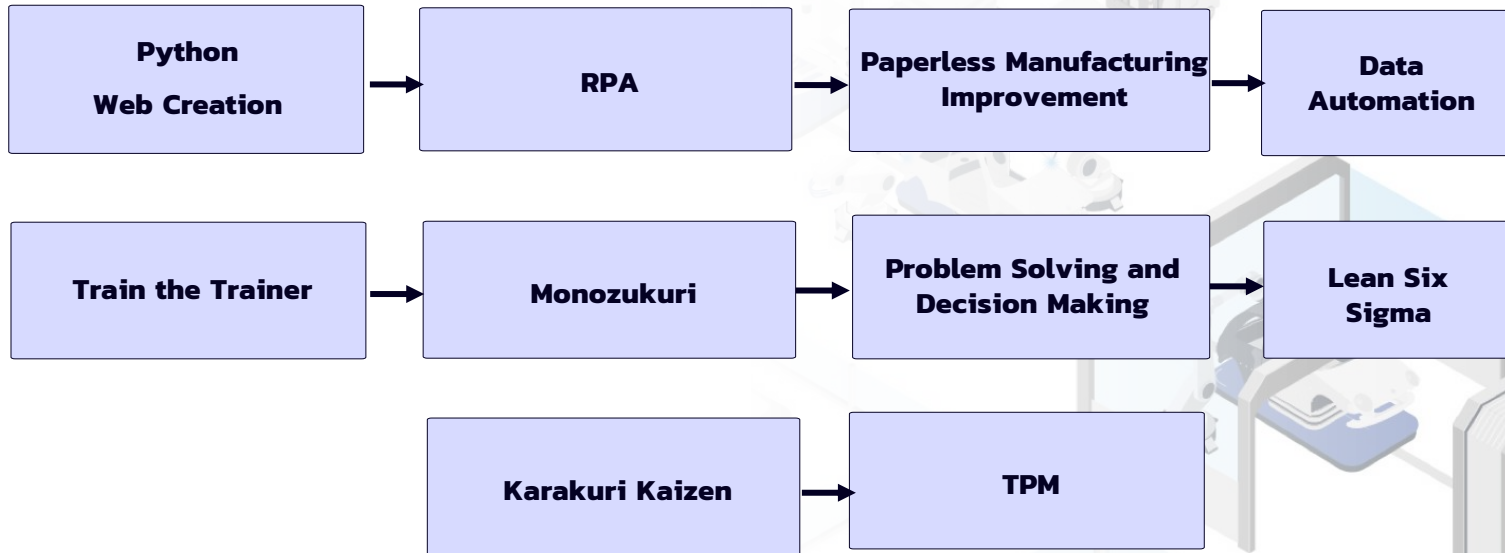 Python
Web Creation
RPA
Paperless Manufacturing
Improvement
Data
Automation
Train the Trainer
Monozukuri
Problem Solving and
Decision Making
Lean Six
Sigma
Karakuri Kaizen
TPM